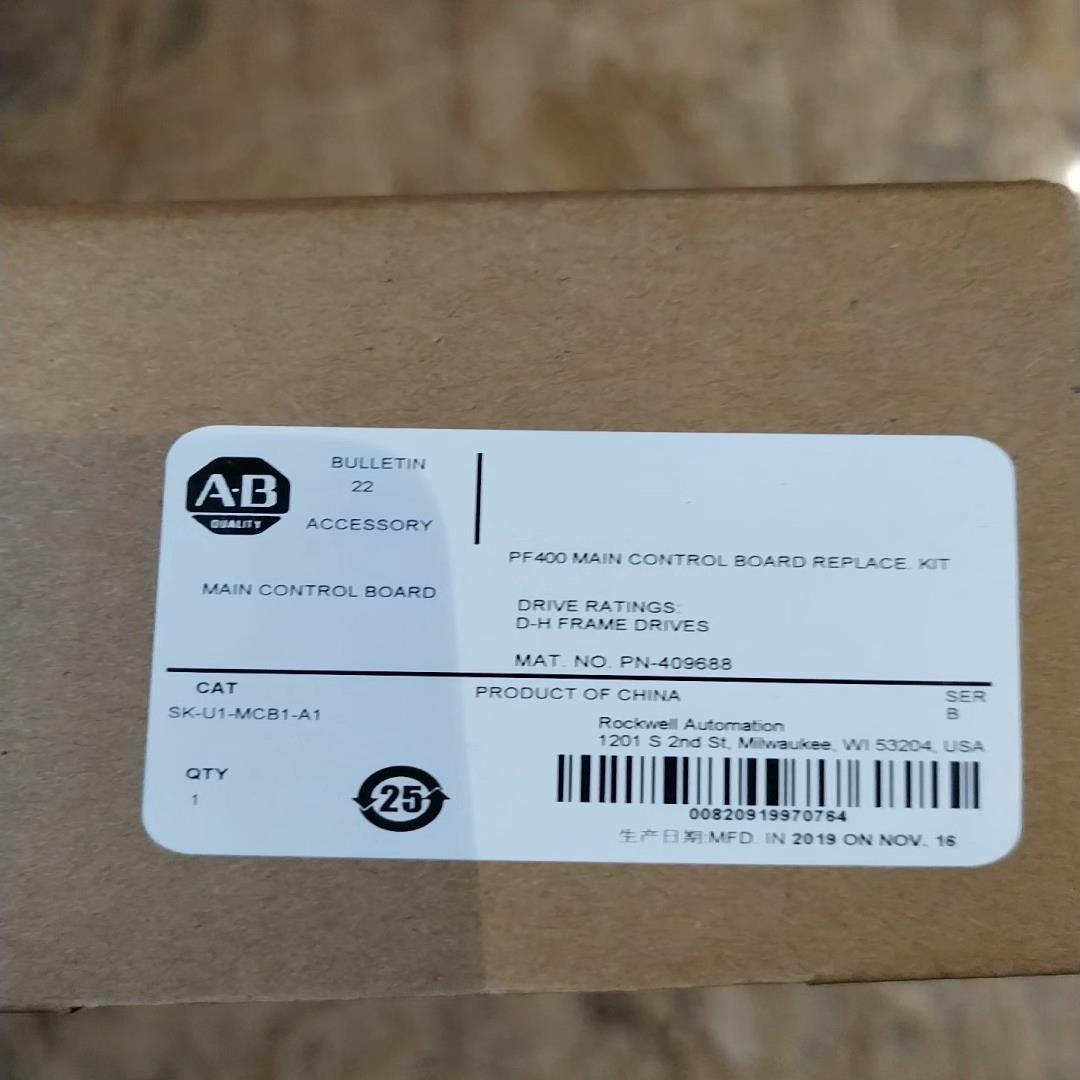 A-B
QUALITY
BULLETIN
22
ACCESSORY
MAIN CONTROL BOARD
PF400 MAIN CONTROL BOARD REPLACE. KIT
DRIVE RATINGS:
D-H FRAME DRIVES
MAT. NO. PN-409688
CAT
SK-U1-MCB1-A1
PRODUCT OF CHINA
SER
B
Rockwell Automation
1201 S 2nd St, Milwaukee, WI 53204, USA
QTY
1
25
00820919970764
生产日期:MFD. IN 2019 ON NOV. 16